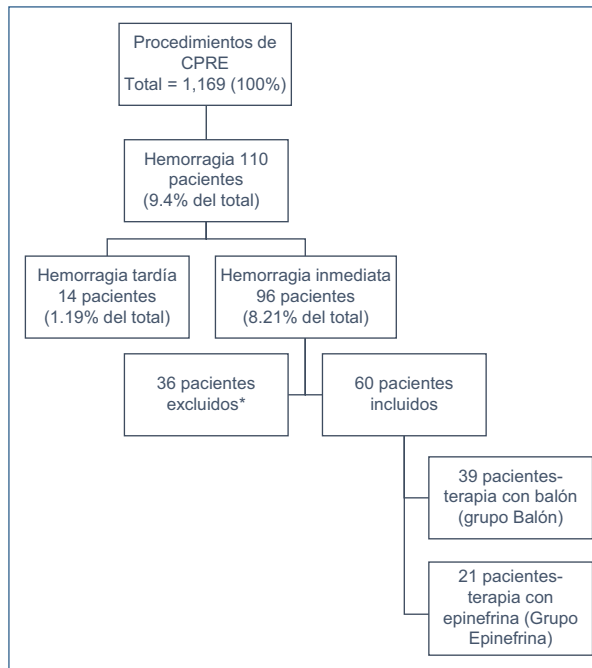 Procedimientos de
CPRE
Total = 1,169 (100%)
Hemorragia 110
pacientes
(9.4% del total)
Hemorragia tardía
14 pacientes
(1.19% del total)
Hemorragia inmediata
96 pacientes
(8.21% del total)
36 pacientes
excluidos*
60 pacientes
incluidos
39 pacientes-
terapia con balón
(grupo Balón)
21 pacientes-
terapia con
epinefrina (Grupo
Epinefrina)